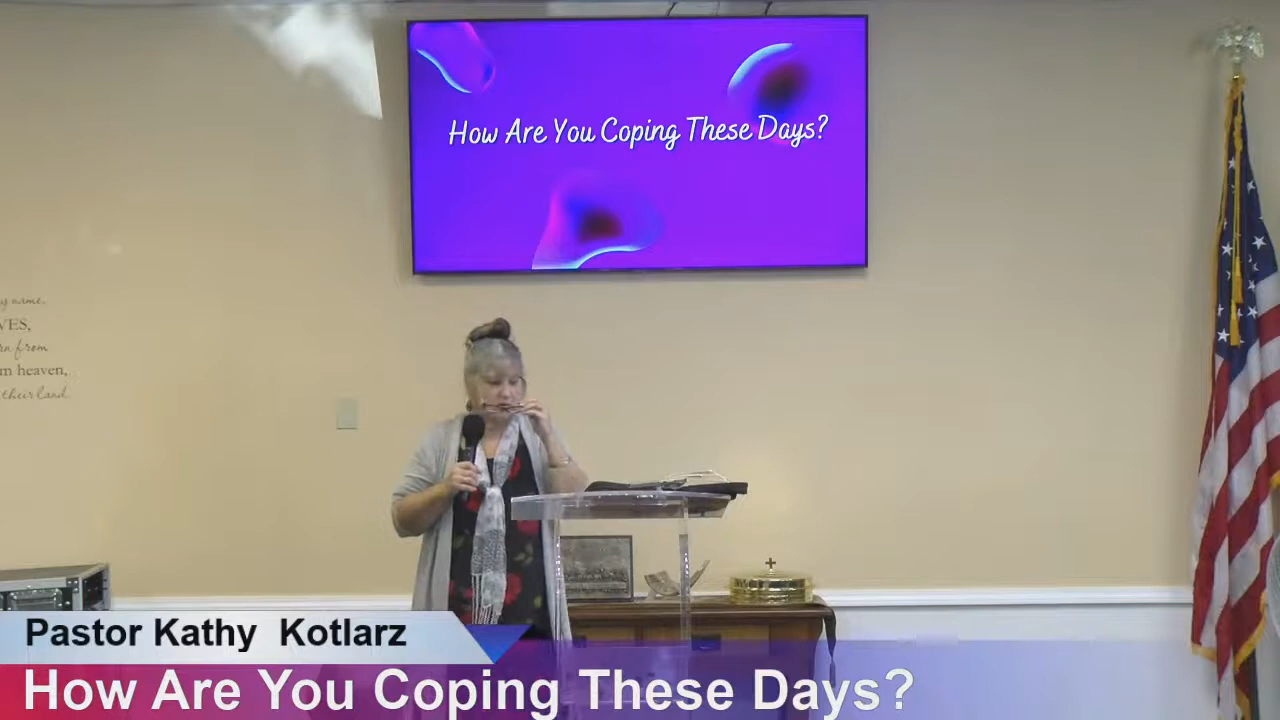 How Are You Coping These Days?
name.
from
heaven,
their land
Pastor Kathy Kotlarz
How Are You Coping These Days?